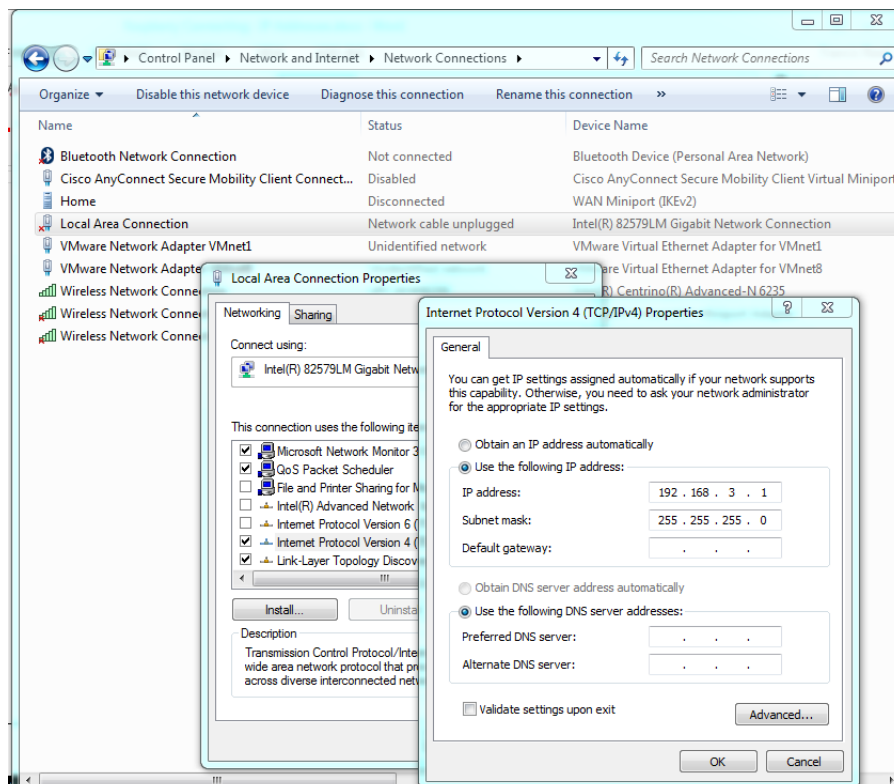 Control Panel Network and Internet Network Connections Search Network Connections
Organize Disable this network device Diagnose this connection Rename this connection »
Name Status Device Name
Bluetooth Network Connection Not connected Bluetooth Device (Personal Area Network)
Cisco AnyConnect Secure Mobility Client Connect... Disabled Cisco AnyConnect Secure Mobility Client Virtual Miniport
Home Disconnected WAN Miniport (IKEv2)
Local Area Connection Network cable unplugged Intel(R) 82579LM Gigabit Network Connection
VMware Network Adapter VMnet1 Unidentified network VMware Virtual Ethernet Adapter for VMnet1
VMware Network Adapte are Virtual Ethernet Adapter for VMnet8
Wireless Network Conne R) Centrino(R) Advanced-N 6235
Wireless Network Conne
Wireless Network Conne
Local Area Connection Properties
Networking Sharing
Connect using:
Intel(R) 82579LM Gigabit Netw
This connection uses the following ite
Microsoft Network Monitor 3
QoS Packet Scheduler
File and Printer Sharing for M
Intel(R) Advanced Network
Internet Protocol Version 6 (
Internet Protocol Version 4 (
Link-Layer Topology Discov
Install... Uninsta
Description
Transmission Control Protocol/Inte
wide area network protocol that pr
across diverse interconnected netw
Internet Protocol Version 4 (TCP/IPv4) Properties
General
You can get IP settings assigned automatically if your network supports
this capability. Otherwise, you need to ask your network administrator
for the appropriate IP settings.
Obtain an IP address automatically
Use the following IP address:
IP address: 192 . 168 . 3 . 1
Subnet mask: 255 . 255 . 255 . 0
Default gateway: . . .
Obtain DNS server address automatically
Use the following DNS server addresses:
Preferred DNS server: . . .
Alternate DNS server: . . .
Validate settings upon exit
Advanced...
OK Cancel